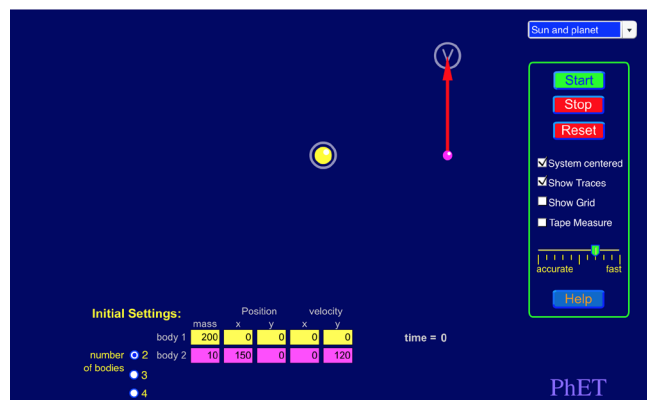 Sun and planet
V
Start
Stop
Reset
System centered
Show Traces
Show Grid
Tape Measure
accurate fast
Help
Initial Settings:
Position velocity
mass x y x y
body 1 200 0 0 0 0
time = 0
number of bodies
2 body 2 10 150 0 0 120
3
4
PhET